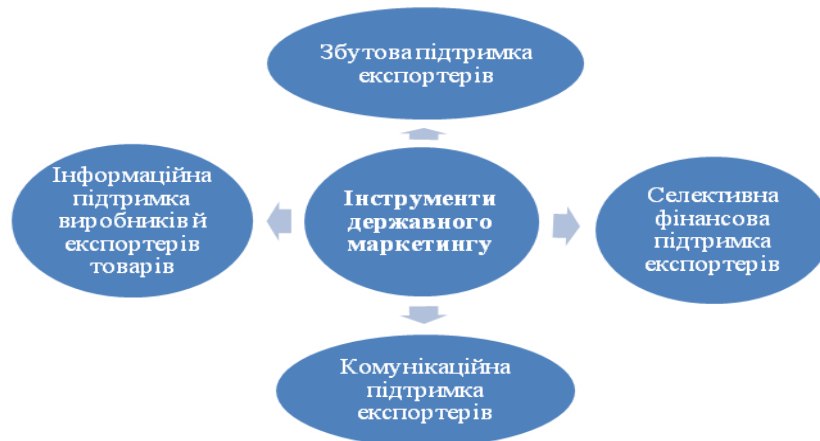 Збутова підтримка
експортерів
Інформаційна
підтримка
виробників й
експортерів
товарів
Інструменти
державного
маркетингу
Селективна
фінансова
підтримка
експортерів
Комунікаційна
підтримка
експортерів